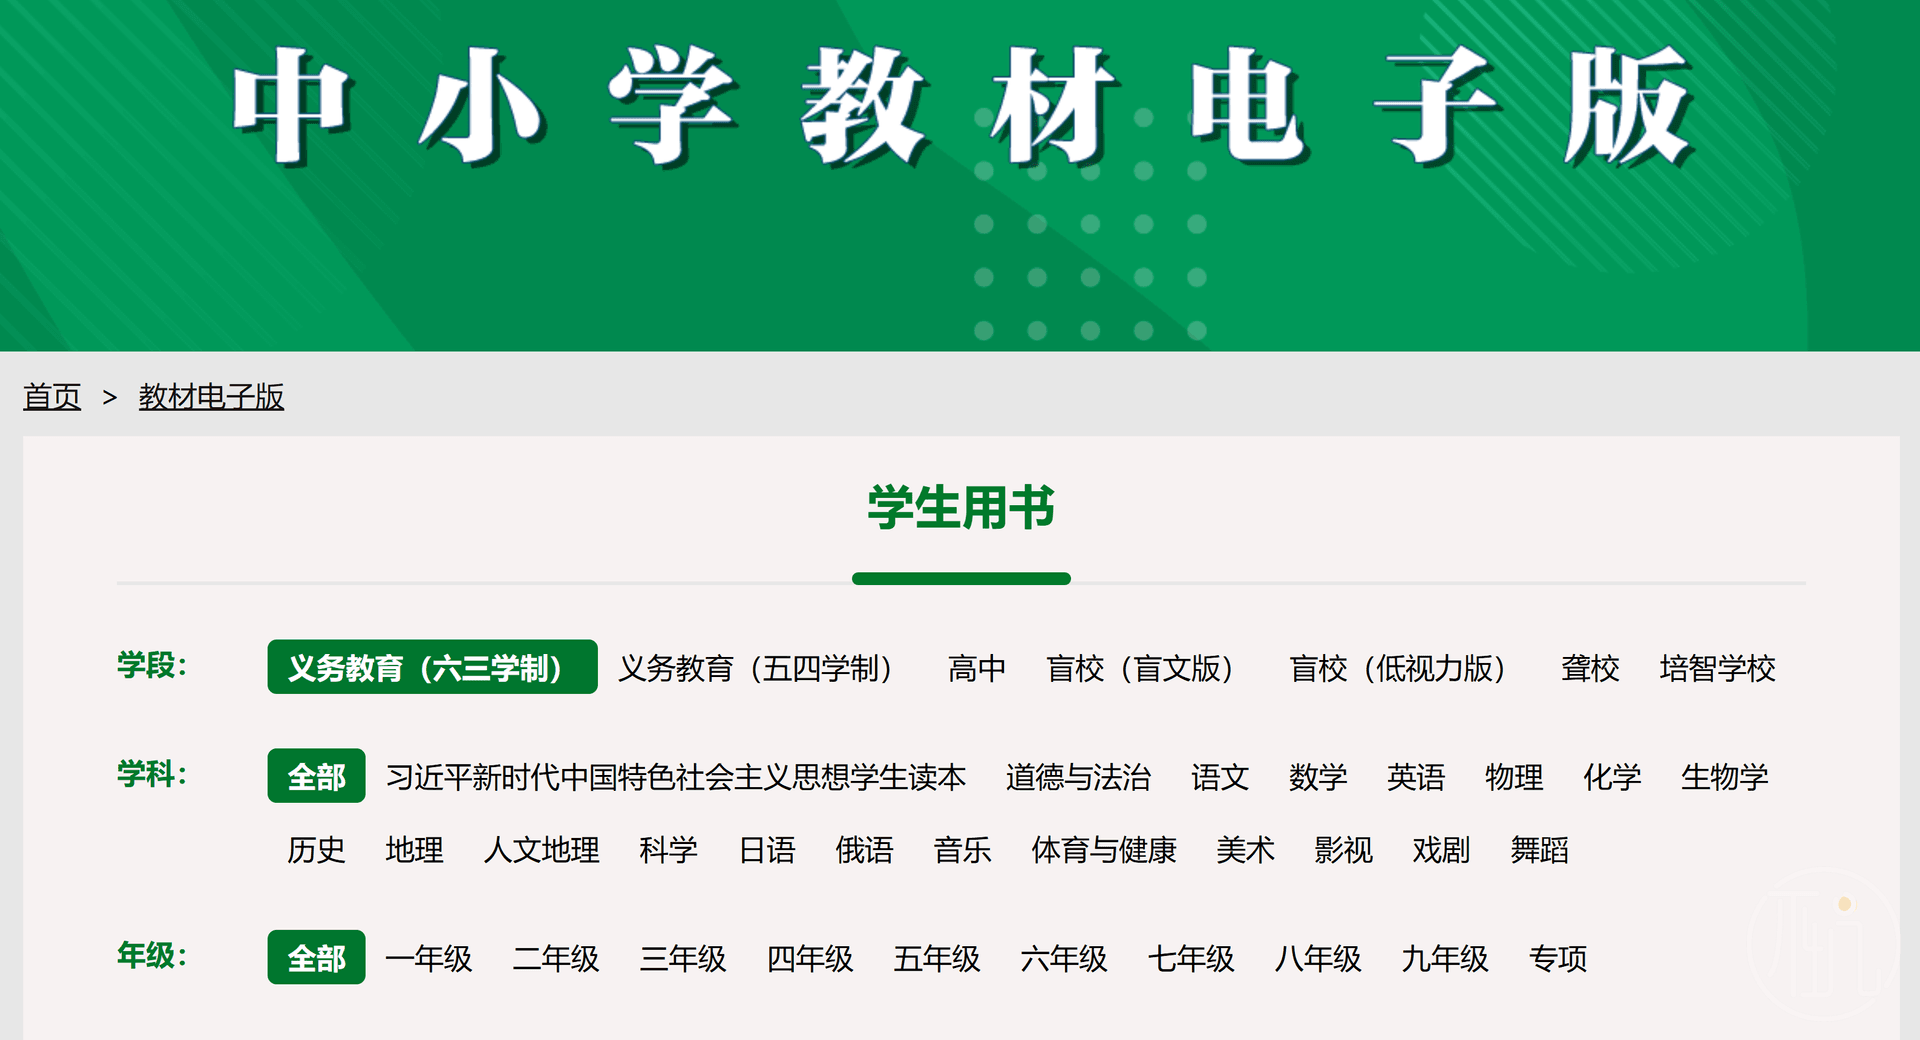 中小学教材电子版
首页 > 教材电子版
学生用书
学段： 义务教育（六三学制） 义务教育（五四学制） 高中 盲校（盲文版） 盲校（低视力版） 聋校 培智学校
学科： 全部 习近平新时代中国特色社会主义思想学生读本 道德与法治 语文 数学 英语 物理 化学 生物学
历史 地理 人文地理 科学 日语 俄语 音乐 体育与健康 美术 影视 戏剧 舞蹈
年级： 全部 一年级 二年级 三年级 四年级 五年级 六年级 七年级 八年级 九年级 专项